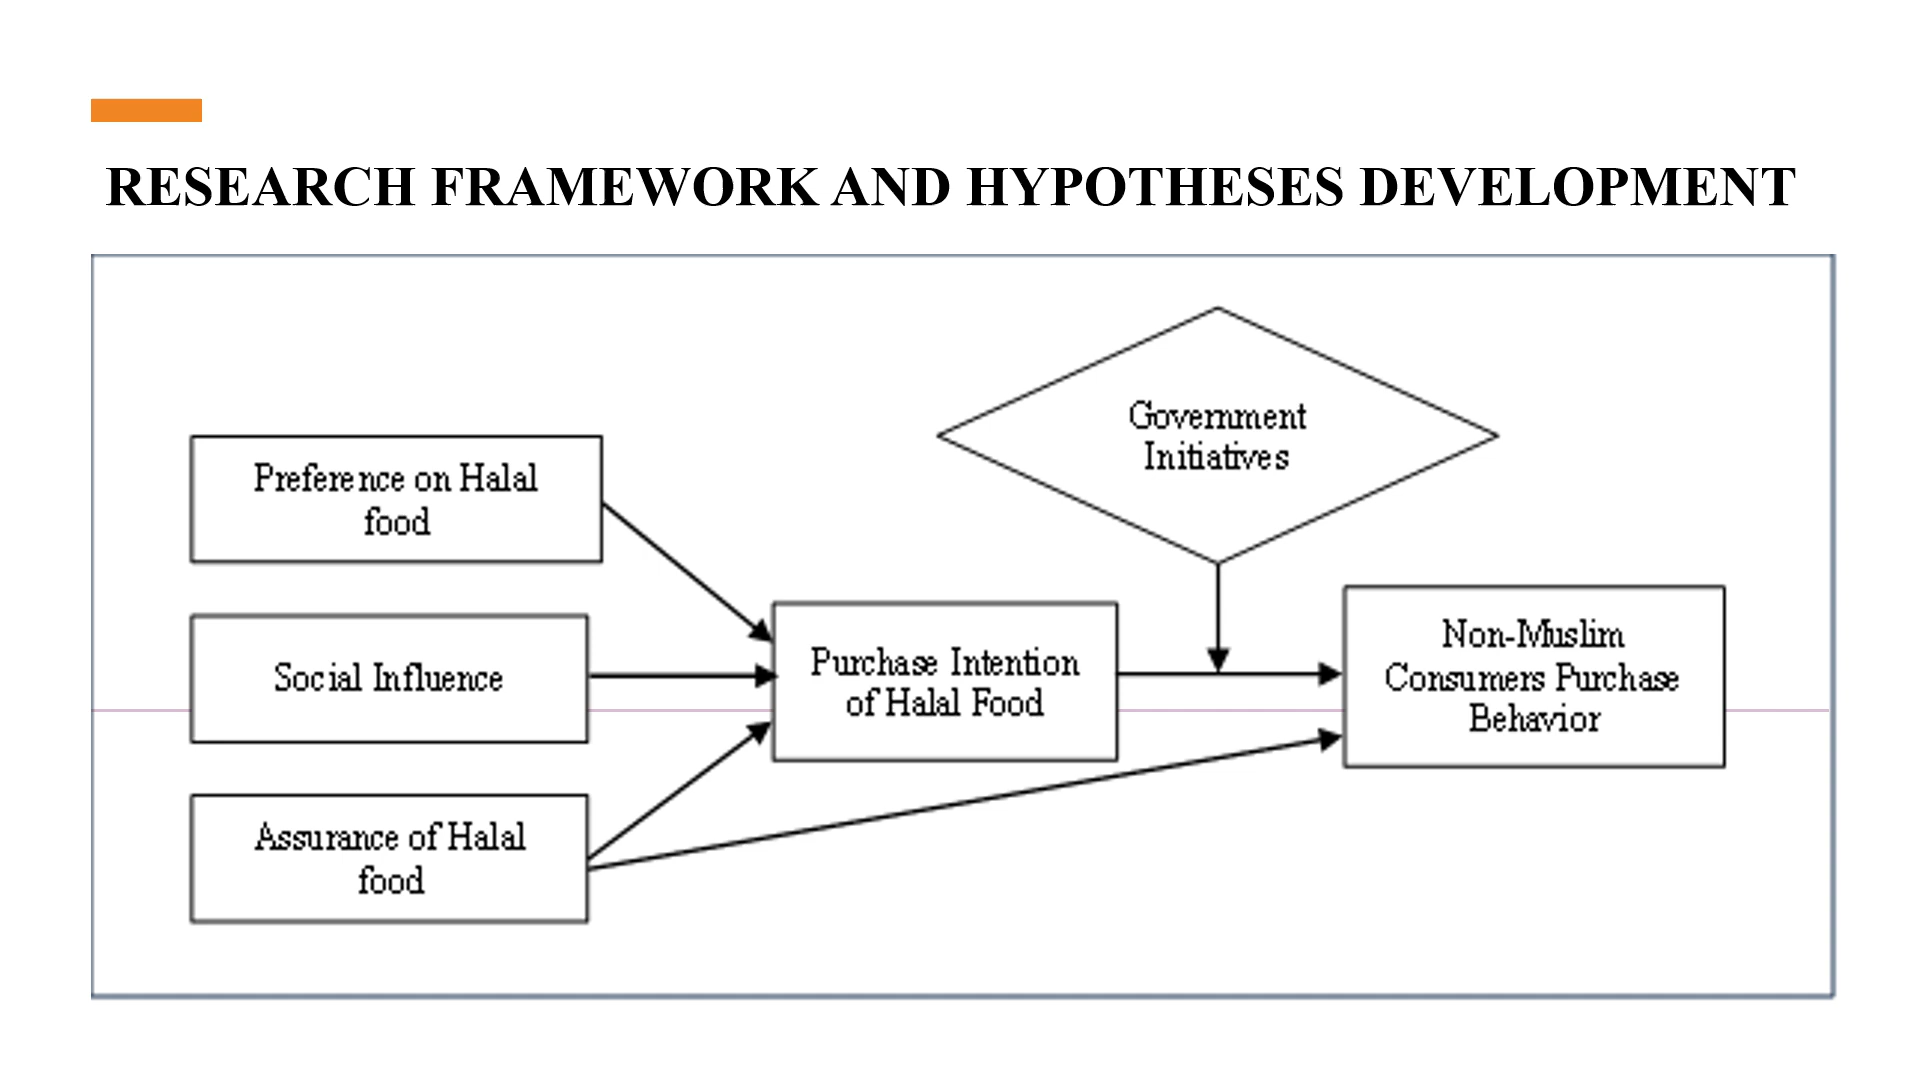 RESEARCH FRAMEWORK AND HYPOTHESES DEVELOPMENT
Government
Initiatives
Preference on Halal
food
Social Influence
Assurance of Halal
food
Purchase Intention
of Halal Food
Non-Muslim
Consumers Purchase
Behavior